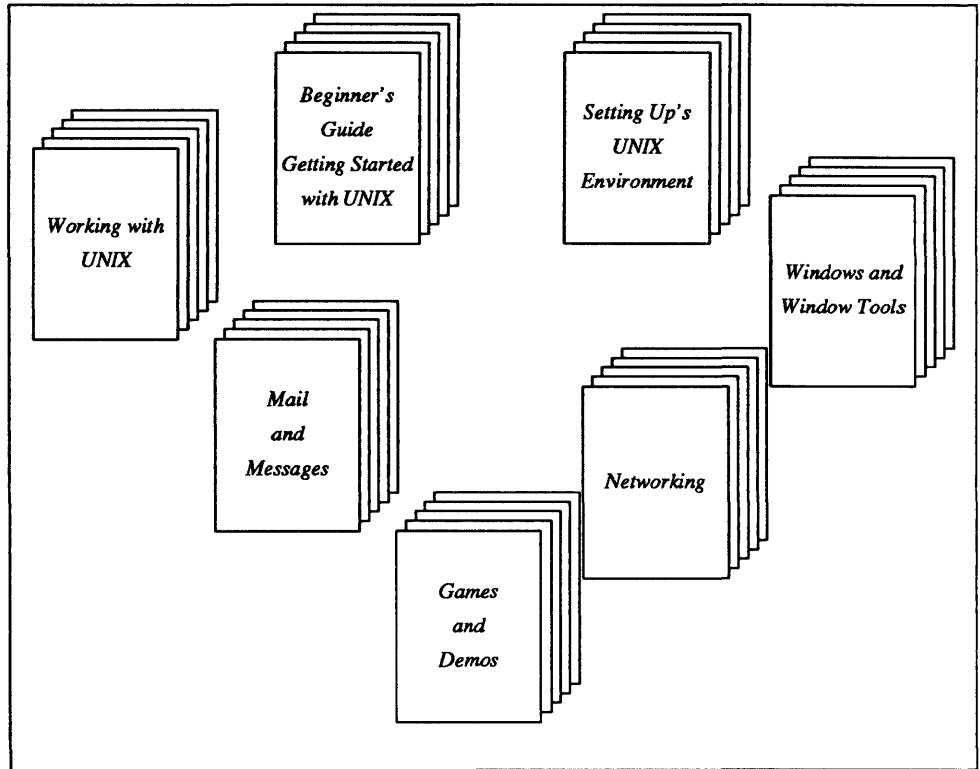 Beginner's
Guide
Getting Started
with UNIX
Setting Up's
UNIX
Environment
Working with
UNIX
Windows and
Window Tools
Mail
and
Messages
Networking
Games
and
Demos